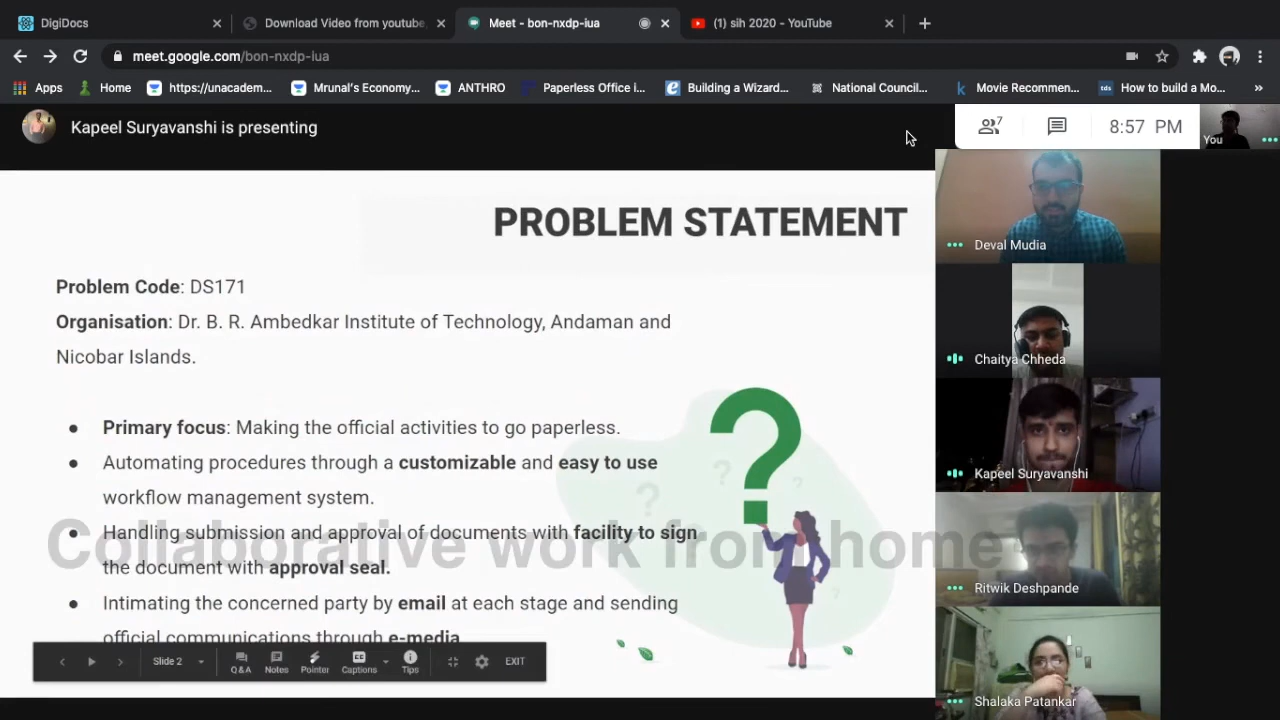 DigiDocs
Download Video from youtube,
Meet - bon-nxdp-iua
(1) sih 2020 - YouTube
meet.google.com/bon-nxdp-iua
Apps
Home
https://unacadem...
Mrunal's Economy...
ANTHRO
Paperless Office i...
Building a Wizard...
National Council...
Movie Recommen...
tds
How to build a Mo...
»
Kapeel Suryavanshi is presenting
7
8:57 PM
You
PROBLEM STATEMENT
Problem Code: DS171
Organisation: Dr. B. R. Ambedkar Institute of Technology, Andaman and
Nicobar Islands.
● Primary focus: Making the official activities to go paperless.
● Automating procedures through a customizable and easy to use
workflow management system.
● Handling submission and approval of documents with facility to sign
the document with approval seal.
● Intimating the concerned party by email at each stage and sending
official communications through e-media
Collaborative work from home
Slide 2
Q&A
Notes
Pointer
Captions
Tips
EXIT
Deval Mudia
Chaitya Chheda
Kapeel Suryavanshi
Ritwik Deshpande
Shalaka Patankar